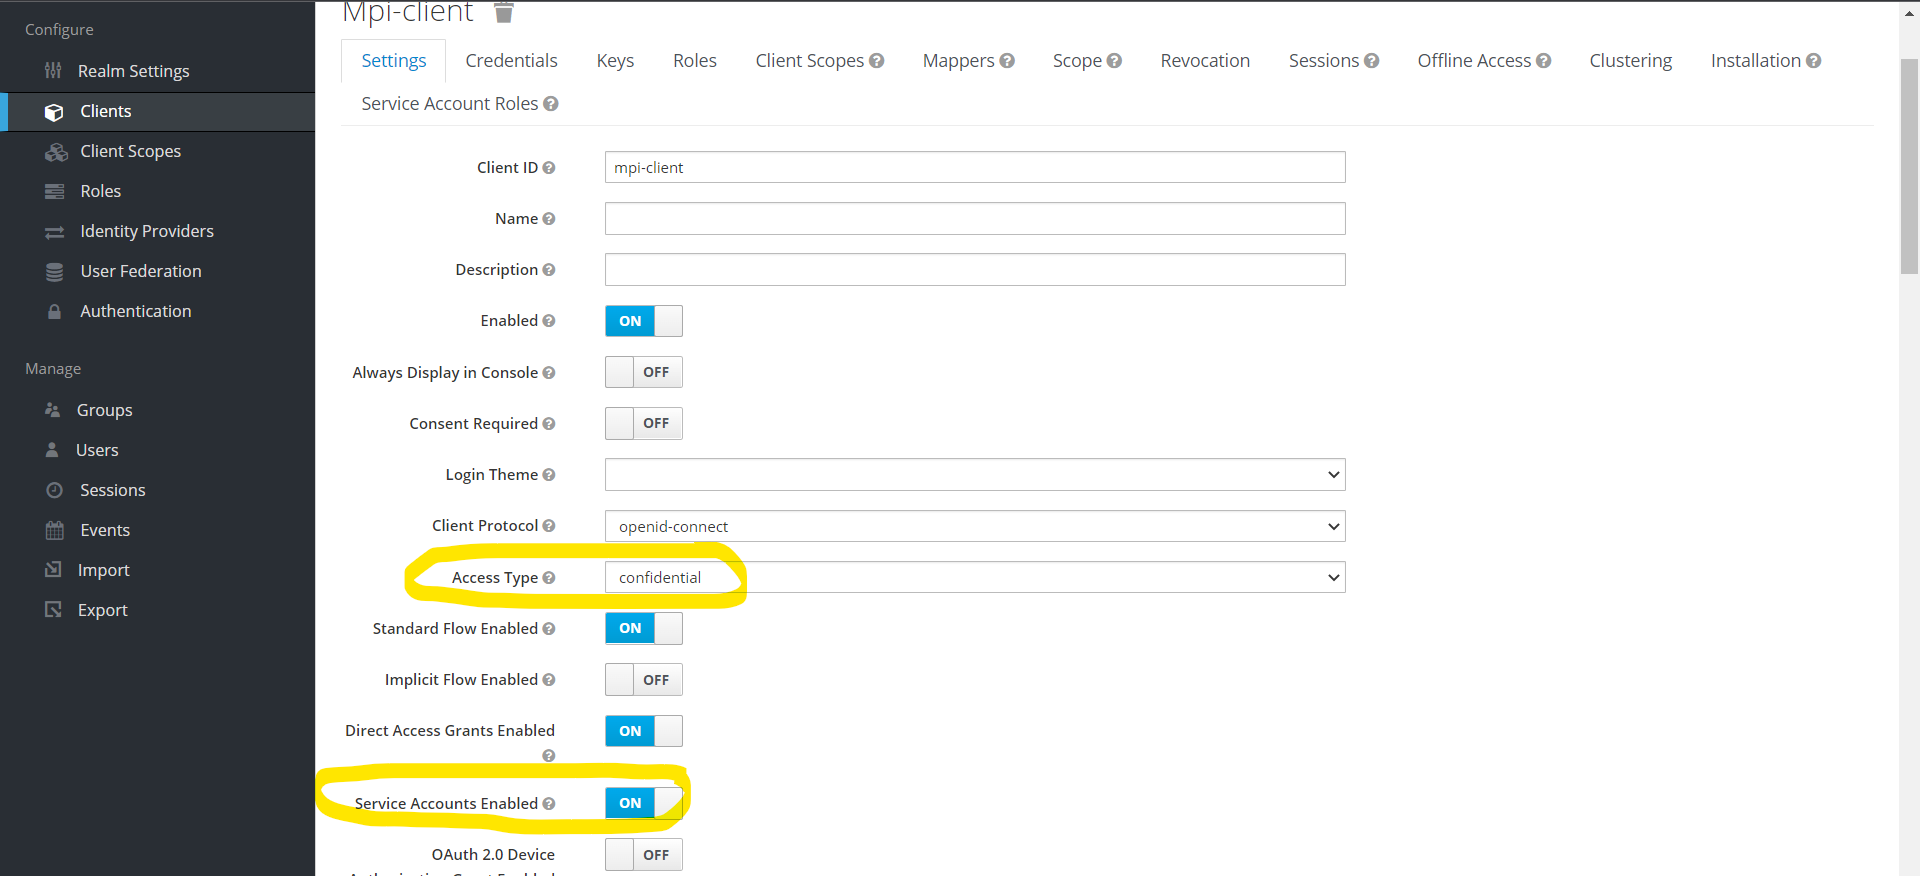 Configure
Realm Settings
Clients
Client Scopes
Roles
Identity Providers
User Federation
Authentication
Manage
Groups
Users
Sessions
Events
Import
Export
Mpi-client
Settings Credentials Keys Roles Client Scopes Mappers Scope Revocation Sessions Offline Access Clustering Installation
Service Account Roles
Client ID mpi-client
Name
Description
Enabled ON
Always Display in Console OFF
Consent Required OFF
Login Theme
Client Protocol openid-connect
Access Type confidential
Standard Flow Enabled ON
Implicit Flow Enabled OFF
Direct Access Grants Enabled ON
Service Accounts Enabled ON
OAuth 2.0 Device OFF